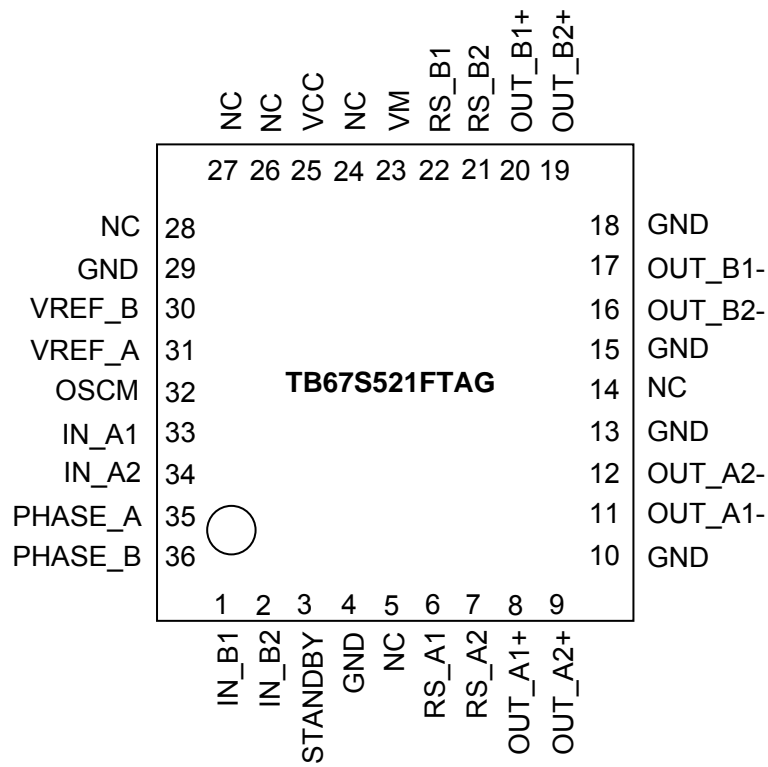 NC NC VCC NC VM RS_B1 RS_B2 OUT_B1+ OUT_B2+
27 26 25 24 23 22 21 20 19
NC 28 18 GND
GND 29 17 OUT_B1-
VREF_B 30 16 OUT_B2-
VREF_A 31 15 GND
TB67S521FTAG
OSCM 32 14 NC
IN_A1 33 13 GND
IN_A2 34 12 OUT_A2-
PHASE_A 35 11 OUT_A1-
PHASE_B 36 10 GND
1 2 3 4 5 6 7 8 9
IN_B1 IN_B2 STANDBY GND NC RS_A1 RS_A2 OUT_A1+ OUT_A2+